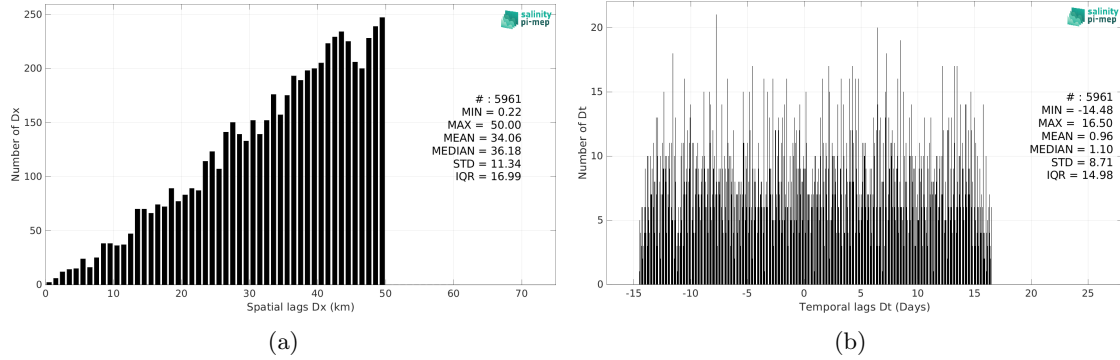 250
200
150
100
50
0
Number of Dx
0 10 20 30 40 50 60 70
Spatial lags Dx (km)
salinity
pi-mep
# : 5961
MIN = 0.22
MAX = 50.00
MEAN = 34.06
MEDIAN = 36.18
STD = 11.34
IQR = 16.99
(a)
20
15
10
5
0
Number of Dt
-15 -10 -5 0 5 10 15 20 25
Temporal lags Dt (Days)
salinity
pi-mep
# : 5961
MIN = -14.48
MAX = 16.50
MEAN = 0.96
MEDIAN = 1.10
STD = 8.71
IQR = 14.98
(b)